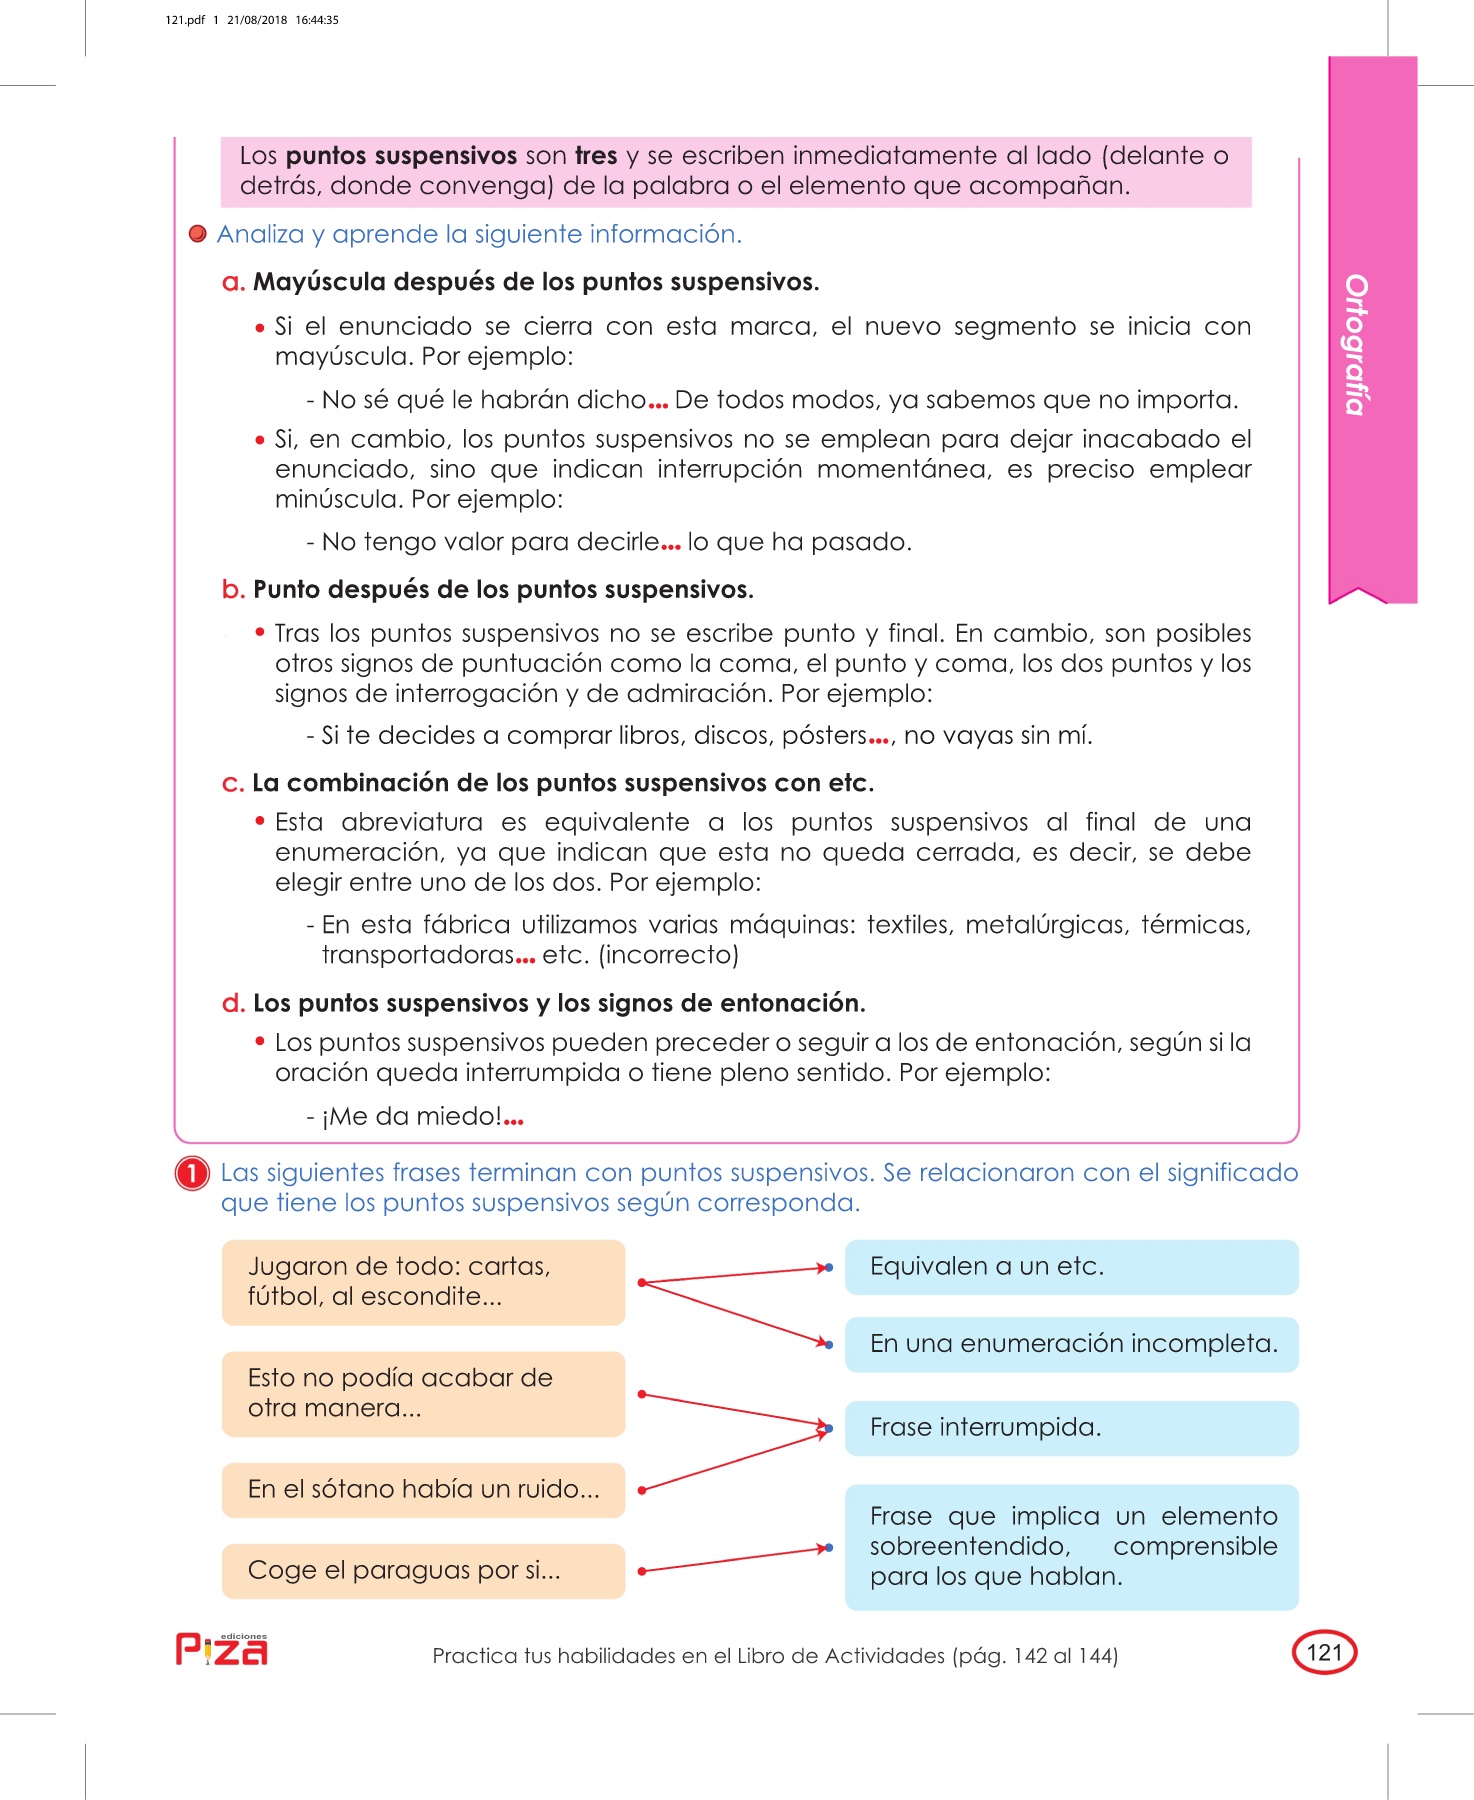 121.pdf 1 21/08/2018 16:44:35
Los puntos suspensivos son tres y se escriben inmediatamente al lado (delante o
detrás, donde convenga) de la palabra o el elemento que acompañan.
Analiza y aprende la siguiente información.
a. Mayúscula después de los puntos suspensivos.
• Si el enunciado se cierra con esta marca, el nuevo segmento se inicia con
mayúscula. Por ejemplo:
- No sé qué le habrán dicho... De todos modos, ya sabemos que no importa.
• Si, en cambio, los puntos suspensivos no se emplean para dejar inacabado el
enunciado, sino que indican interrupción momentánea, es preciso emplear
minúscula. Por ejemplo:
- No tengo valor para decirle... lo que ha pasado.
b. Punto después de los puntos suspensivos.
• Tras los puntos suspensivos no se escribe punto y final. En cambio, son posibles
otros signos de puntuación como la coma, el punto y coma, los dos puntos y los
signos de interrogación y de admiración. Por ejemplo:
- Si te decides a comprar libros, discos, pósters..., no vayas sin mí.
c. La combinación de los puntos suspensivos con etc.
• Esta abreviatura es equivalente a los puntos suspensivos al final de una
enumeración, ya que indican que esta no queda cerrada, es decir, se debe
elegir entre uno de los dos. Por ejemplo:
- En esta fábrica utilizamos varias máquinas: textiles, metalúrgicas, térmicas,
transportadoras... etc. (incorrecto)
d. Los puntos suspensivos y los signos de entonación.
• Los puntos suspensivos pueden preceder o seguir a los de entonación, según si la
oración queda interrumpida o tiene pleno sentido. Por ejemplo:
- ¡Me da miedo!...
Ortografía
1 Las siguientes frases terminan con puntos suspensivos. Se relacionaron con el significado
que tiene los puntos suspensivos según corresponda.
Jugaron de todo: cartas,
fútbol, al escondite...
Esto no podía acabar de
otra manera...
En el sótano había un ruido...
Coge el paraguas por si...
Equivalen a un etc.
En una enumeración incompleta.
Frase interrumpida.
Frase que implica un elemento
sobreentendido, comprensible
para los que hablan.
ediciones
Piza
Practica tus habilidades en el Libro de Actividades (pág. 142 al 144)
121